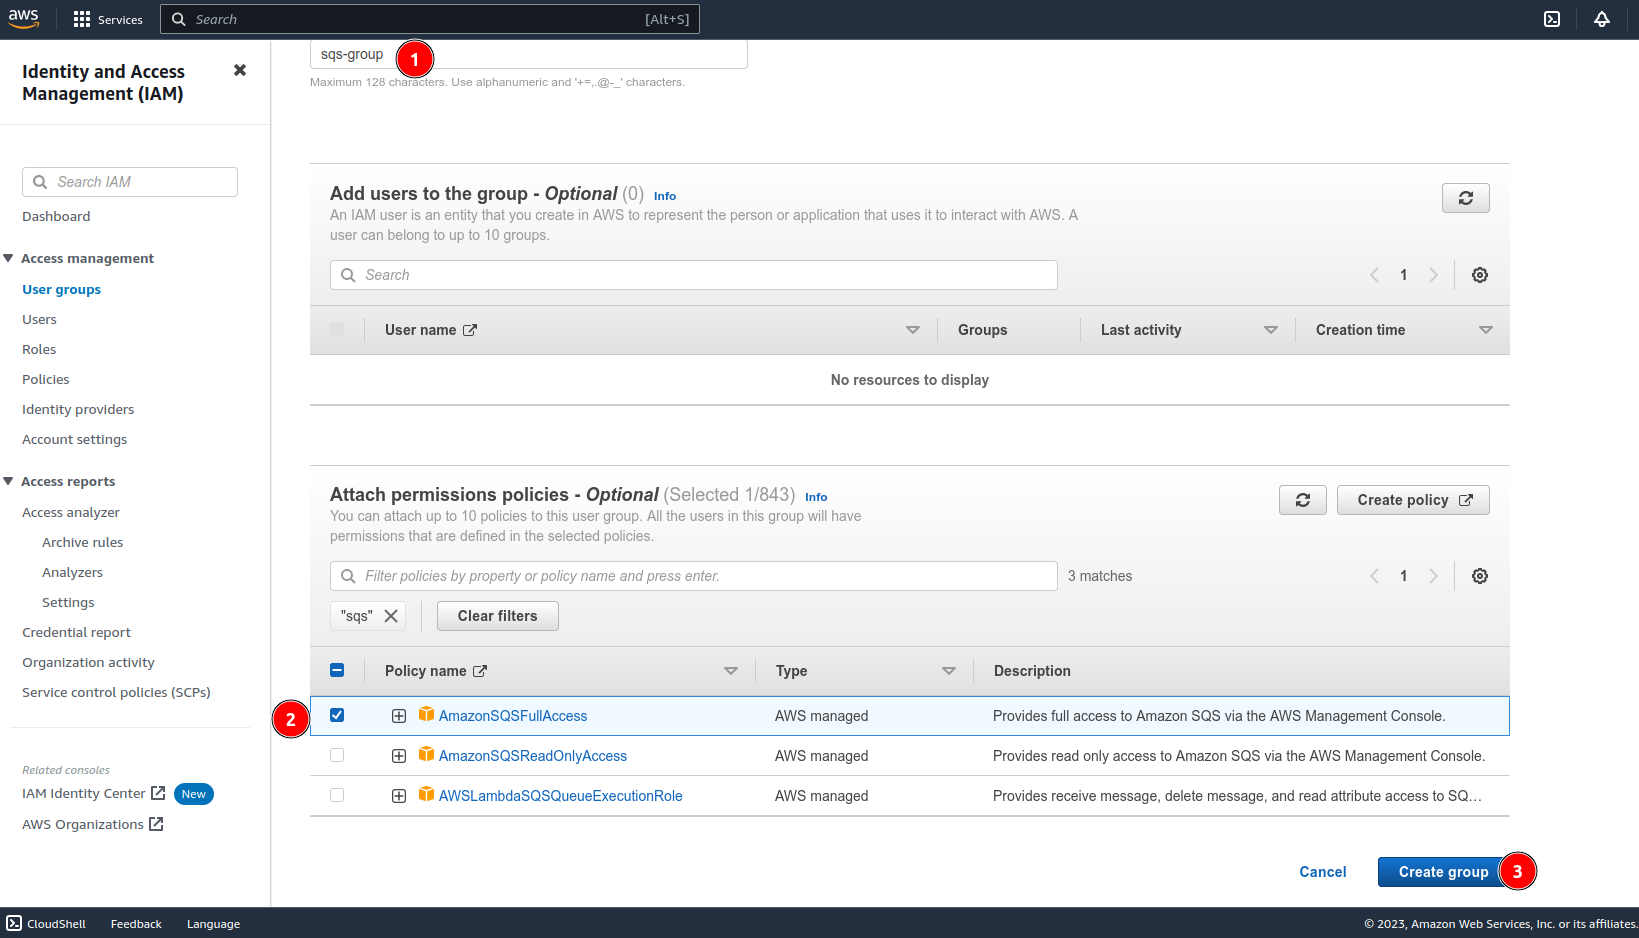 aws
Services
Search
[Alt+S]
Identity and Access
Management (IAM)
Search IAM
Dashboard
Access management
User groups
Users
Roles
Policies
Identity providers
Account settings
Access reports
Access analyzer
Archive rules
Analyzers
Settings
Credential report
Organization activity
Service control policies (SCPs)
Related consoles
IAM Identity Center New
AWS Organizations
sqs-group
1
Maximum 128 characters. Use alphanumeric and '+=,.@-_' characters.
Add users to the group - Optional (0) Info
An IAM user is an entity that you create in AWS to represent the person or application that uses it to interact with AWS. A
user can belong to up to 10 groups.
Search
1
User name Groups Last activity Creation time
No resources to display
Attach permissions policies - Optional (Selected 1/843) Info
You can attach up to 10 policies to this user group. All the users in this group will have
permissions that are defined in the selected policies.
Create policy
Filter policies by property or policy name and press enter.
3 matches
1
"sqs"
Clear filters
Policy name Type Description
2
AmazonSQSFullAccess AWS managed Provides full access to Amazon SQS via the AWS Management Console.
AmazonSQSReadOnlyAccess AWS managed Provides read only access to Amazon SQS via the AWS Management Console.
AWSLambdaSQSQueueExecutionRole AWS managed Provides receive message, delete message, and read attribute access to SQ…
Cancel
Create group
3
CloudShell Feedback Language © 2023, Amazon Web Services, Inc. or its affiliates.